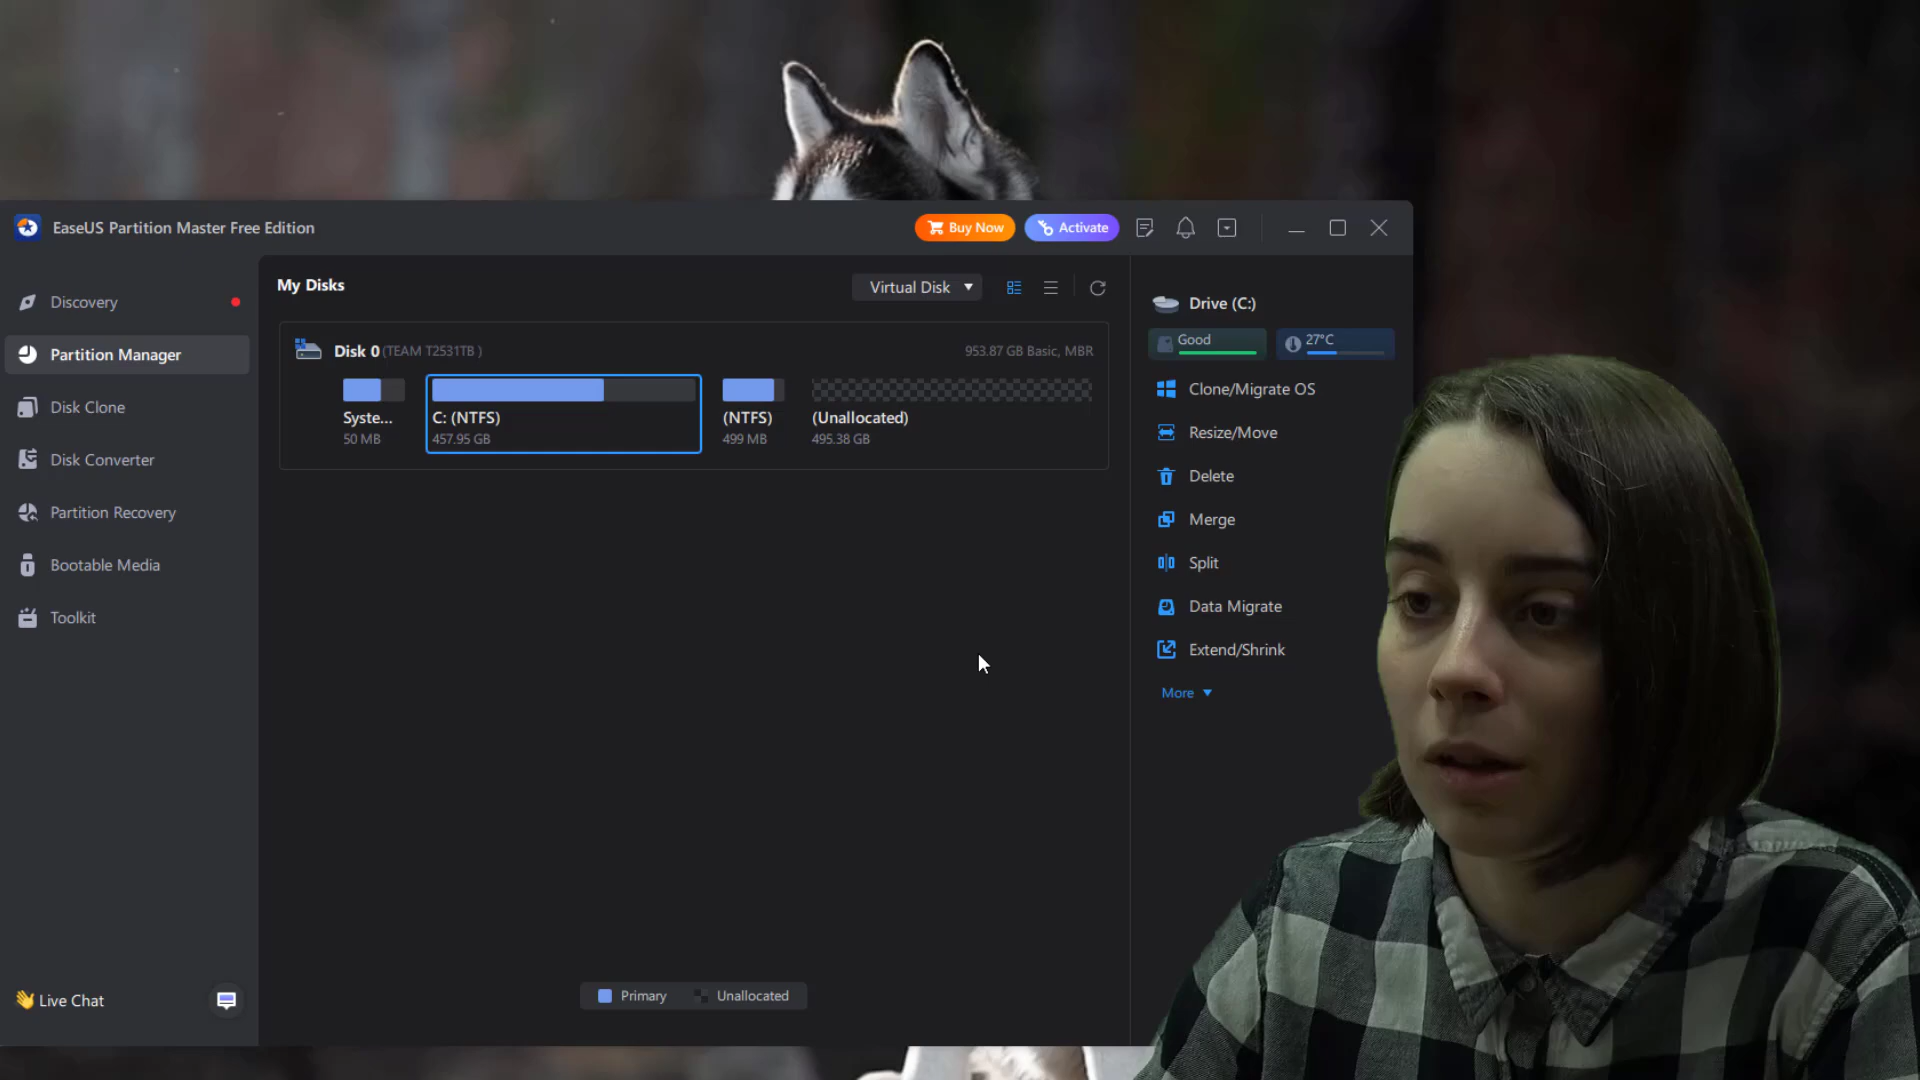 EaseUS Partition Master Free Edition
Buy Now
Activate
Discovery
Partition Manager
Disk Clone
Disk Converter
Partition Recovery
Bootable Media
Toolkit
👋 Live Chat
My Disks
Virtual Disk
Disk 0 (TEAM T2531TB )
953.87 GB Basic, MBR
Syste...
50 MB
C: (NTFS)
457.95 GB
(NTFS)
499 MB
(Unallocated)
495.38 GB
Primary
Unallocated
Drive (C:)
Good
27°C
Clone/Migrate OS
Resize/Move
Delete
Merge
Split
Data Migrate
Extend/Shrink
More